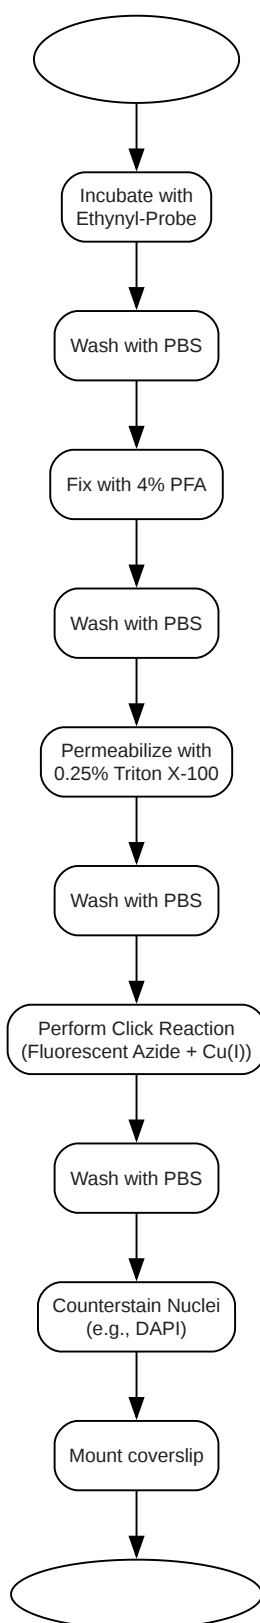 Incubate with
Ethynyl-Probe
Wash with PBS
Fix with 4% PFA
Wash with PBS
Permeabilize with
0.25% Triton X-100
Wash with PBS
Perform Click Reaction
(Fluorescent Azide + Cu(I))
Wash with PBS
Counterstain Nuclei
(e.g., DAPI)
Mount coverslip